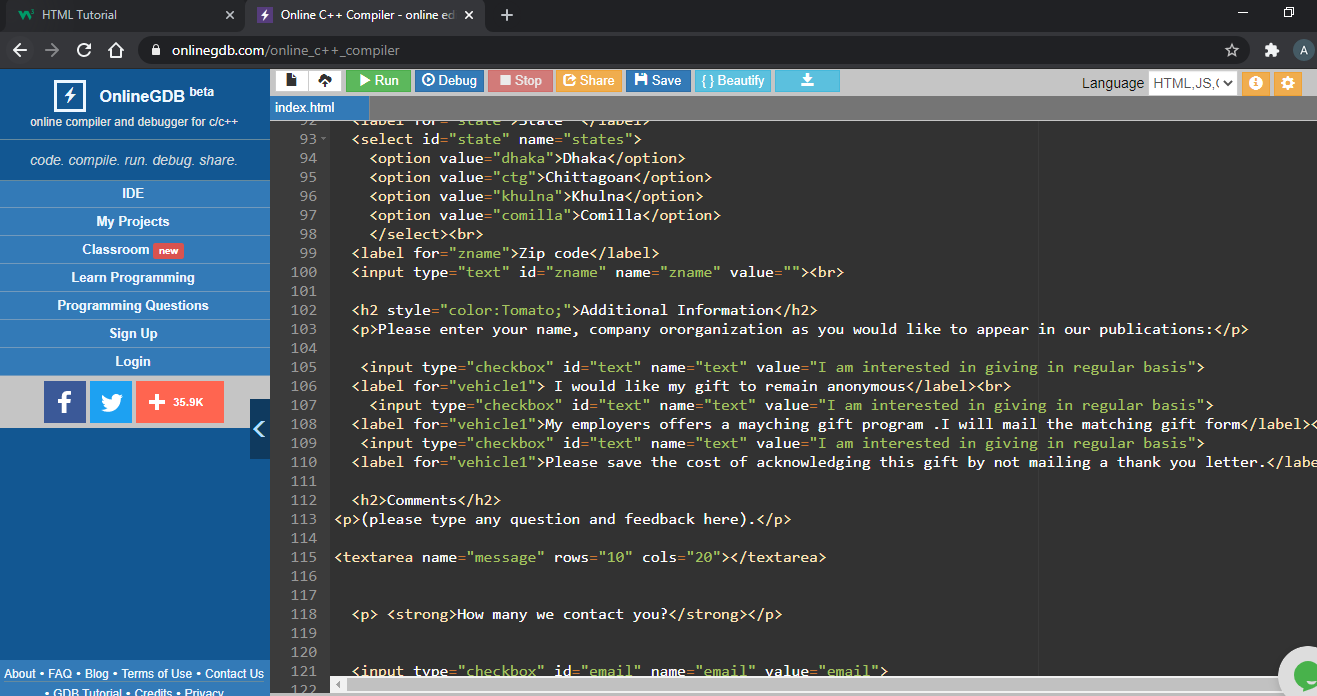 HTML Tutorial
Online C++ Compiler - online ed
onlinegdb.com/online_c++_compiler
A
OnlineGDB beta
online compiler and debugger for c/c++
code. compile. run. debug. share.
IDE
My Projects
Classroom new
Learn Programming
Programming Questions
Sign Up
Login
35.9K
About • FAQ • Blog • Terms of Use • Contact Us
• GDB Tutorial • Credits • Privacy
Run Debug Stop Share Save { } Beautify
Language HTML,JS,(
index.html
92 <label for="state">State </label>
93 <select id="state" name="states">
94 <option value="dhaka">Dhaka</option>
95 <option value="ctg">Chittagoan</option>
96 <option value="khulna">Khulna</option>
97 <option value="comilla">Comilla</option>
98 </select><br>
99 <label for="zname">Zip code</label>
100 <input type="text" id="zname" name="zname" value=""><br>
101
102 <h2 style="color:Tomato;">Additional Information</h2>
103 <p>Please enter your name, company ororganization as you would like to appear in our publications:</p>
104
105 <input type="checkbox" id="text" name="text" value="I am interested in giving in regular basis">
106 <label for="vehicle1"> I would like my gift to remain anonymous</label><br>
107 <input type="checkbox" id="text" name="text" value="I am interested in giving in regular basis">
108 <label for="vehicle1">My employers offers a mayching gift program .I will mail the matching gift form</label><
109 <input type="checkbox" id="text" name="text" value="I am interested in giving in regular basis">
110 <label for="vehicle1">Please save the cost of acknowledging this gift by not mailing a thank you letter.</labe
111
112 <h2>Comments</h2>
113 <p>(please type any question and feedback here).</p>
114
115 <textarea name="message" rows="10" cols="20"></textarea>
116
117
118 <p> <strong>How many we contact you?</strong></p>
119
120
121 <input type="checkbox" id="email" name="email" value="email">
122